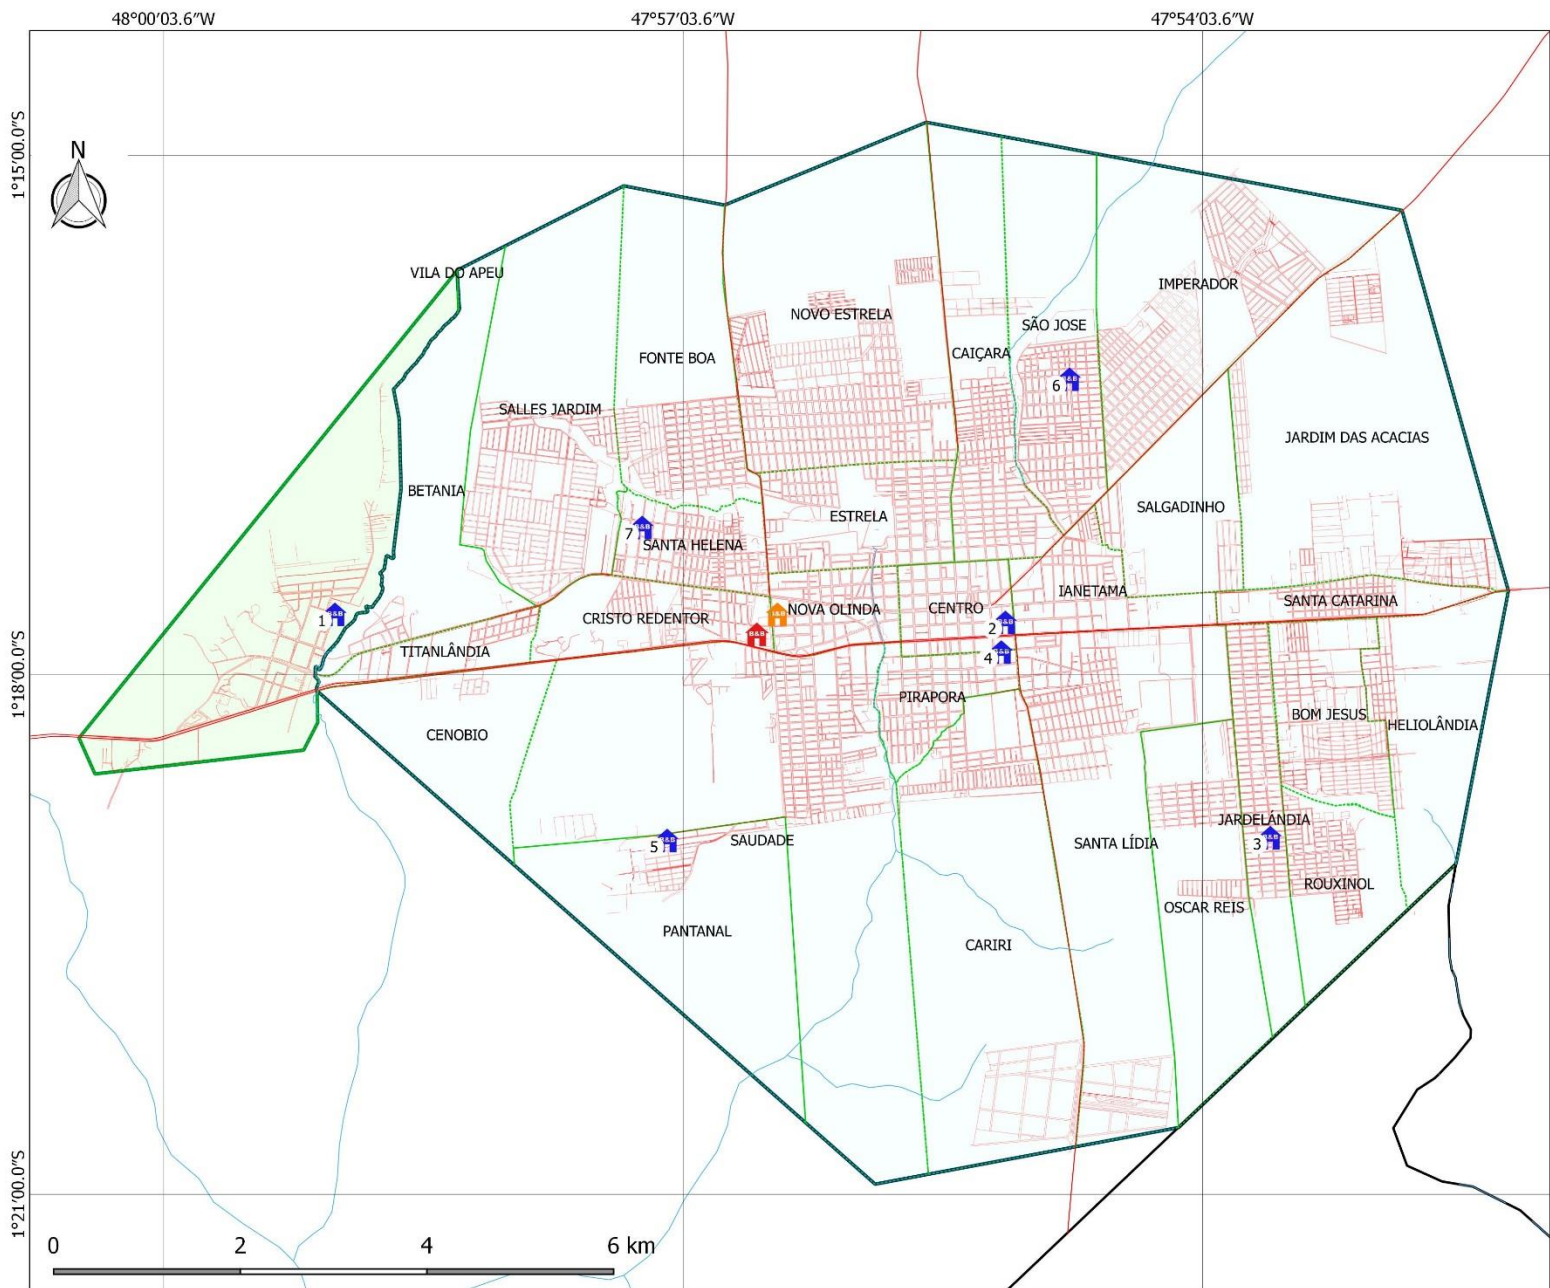 48°00′03.6″W
47°57′03.6″W
47°54′03.6″W
1°15′00.0″S
N
VILA DO APEU
IMPERADOR
NOVO ESTRELA
SÃO JOSE
FONTE BOA
CAIÇARA
B&B
6
SALLES JARDIM
JARDIM DAS ACACIAS
BETANIA
SALGADINHO
ESTRELA
B&B
7
SANTA HELENA
IANETAMA
SANTA CATARINA
NOVA OLINDA
CENTRO
B&B
1
CRISTO REDENTOR
B&B
B&B
B&B
2
TITANLÂNDIA
B&B
4
1°18′00.0″S
PIRAPORA
BOM JESUS
HELIOLÂNDIA
CENOBIO
JARDELÂNDIA
B&B
5
SAUDADE
SANTA LÍDIA
B&B
3
ROUXINOL
OSCAR REIS
PANTANAL
CARIRI
1°21′00.0″S
0 2 4 6 km